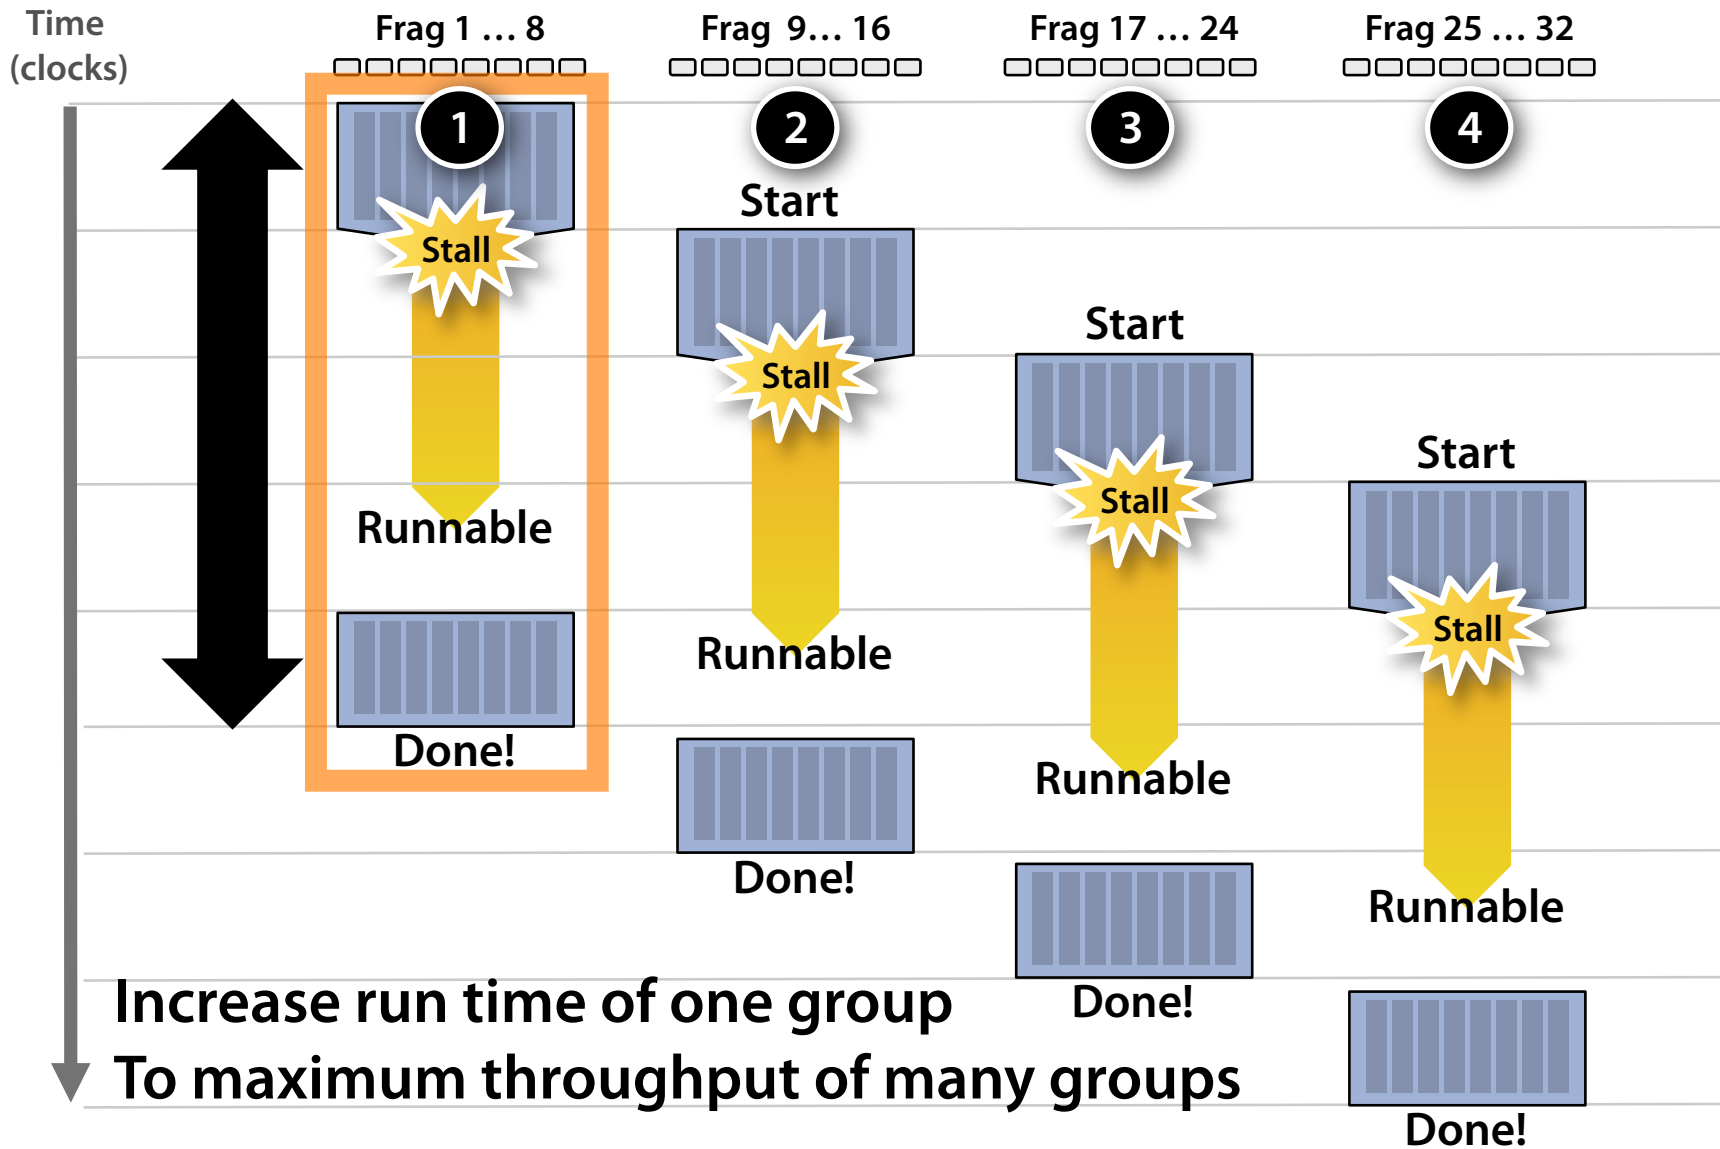 Time
(clocks)
Frag 1 … 8
Frag  9… 16
Frag 17 … 24
Frag 25 … 32
1
2
3
4
Start
Stall
Start
Stall
Start
Stall
Runnable
Stall
Runnable
Done!
Runnable
Done!
Runnable
Increase run time of one group
Done!
To maximum throughput of many groups
Done!